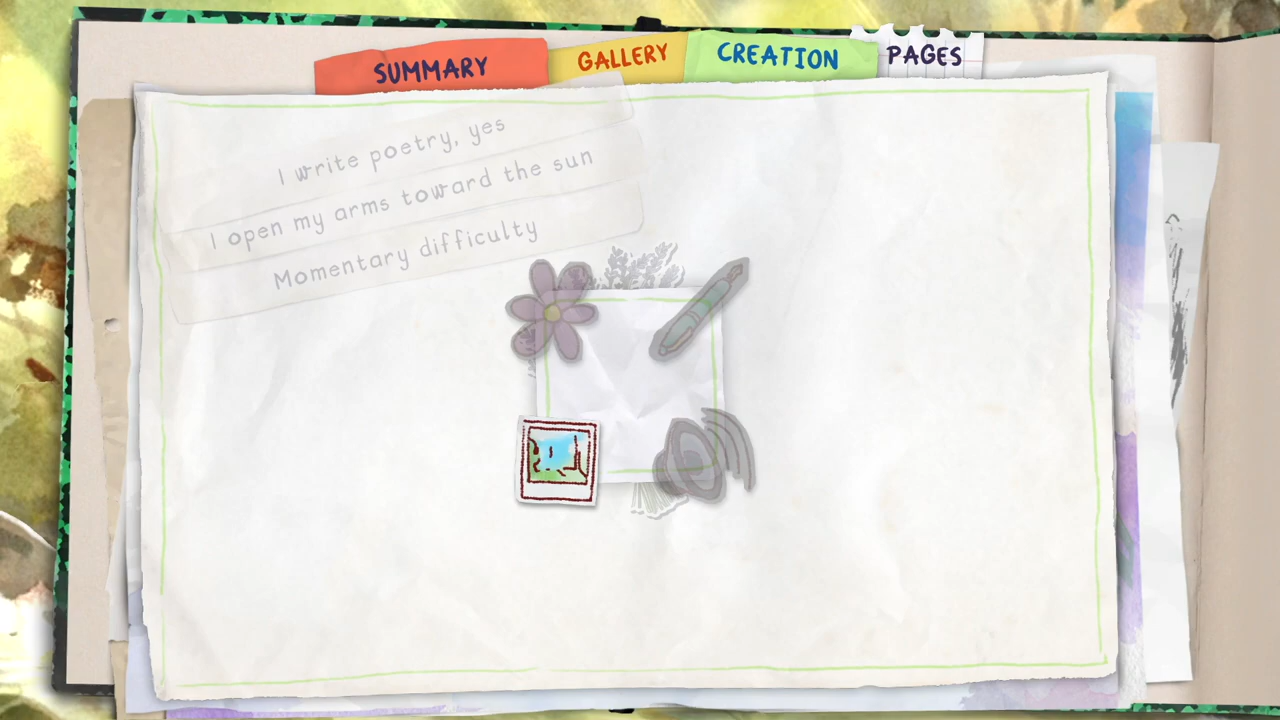 SUMMARY
GALLERY
CREATION
PAGES
I write poetry, yes
I open my arms toward the sun
Momentary difficulty